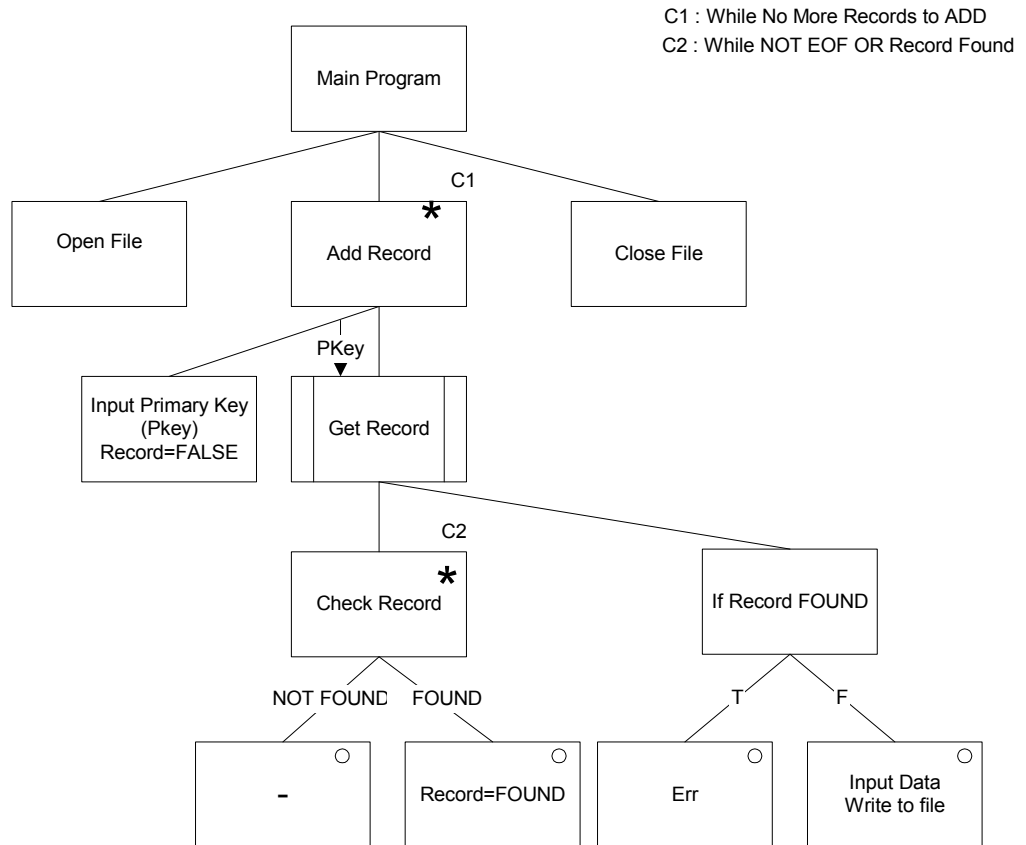 C1 : While No More Records to ADD
C2 : While NOT EOF OR Record Found
Main Program
C1
*
Open File
Add Record
Close File
PKey
Input Primary Key
(Pkey)
Record=FALSE
Get Record
C2
*
Check Record
If Record FOUND
NOT FOUND
FOUND
T
F
-
Record=FOUND
Err
Input Data
Write to file